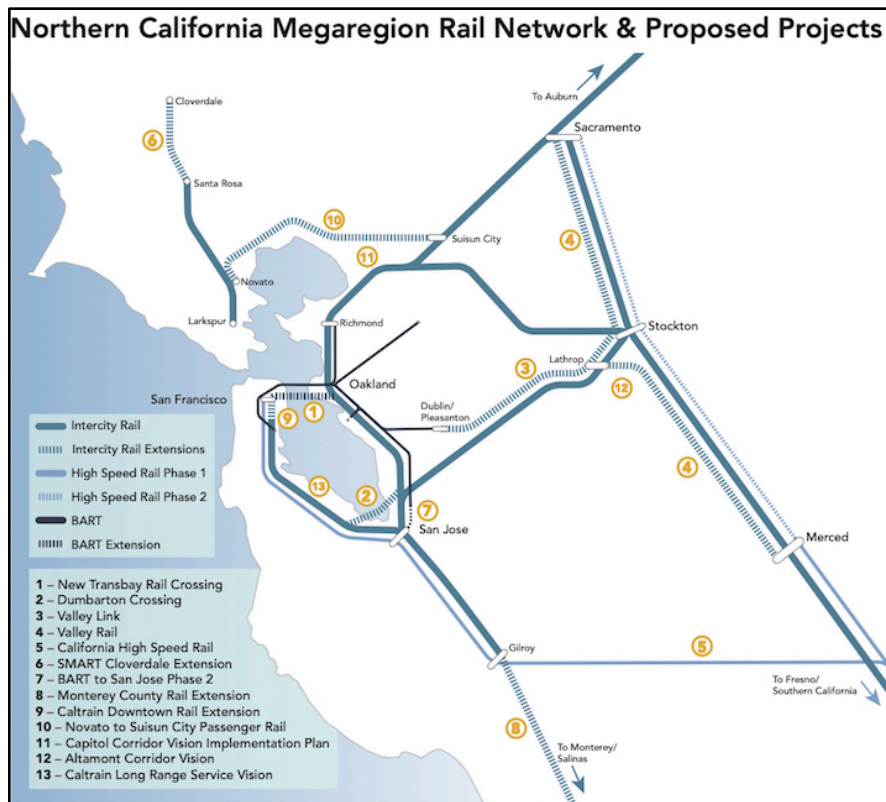 Northern California Megaregion Rail Network & Proposed Projects
To Auburn
Cloverdale
Sacramento
6
Santa Rosa
10
4
Suisun City
11
Novato
Larkspur
Richmond
Stockton
Lathrop
3
12
Oakland
San Francisco
1
Dublin/
Pleasanton
9
4
Intercity Rail
Intercity Rail Extensions
High Speed Rail Phase 1
High Speed Rail Phase 2
BART
BART Extension
13
2
7
San Jose
Merced
1 – New Transbay Rail Crossing
2 – Dumbarton Crossing
3 – Valley Link
4 – Valley Rail
5 – California High Speed Rail
6 – SMART Cloverdale Extension
7 – BART to San Jose Phase 2
8 – Monterey County Rail Extension
9 – Caltrain Downtown Rail Extension
10 – Novato to Suisun City Passenger Rail
11 – Capitol Corridor Vision Implementation Plan
12 – Altamont Corridor Vision
13 – Caltrain Long Range Service Vision
Gilroy
5
To Fresno/
Southern California
8
To Monterey/
Salinas